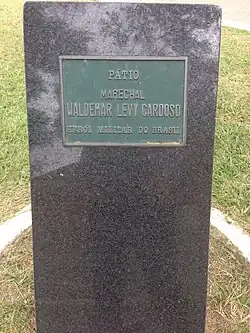 PÁTIO
MARECHAL
WALDEMAR LEVY CARDOSO
HERÓI MILITAR DO BRASIL